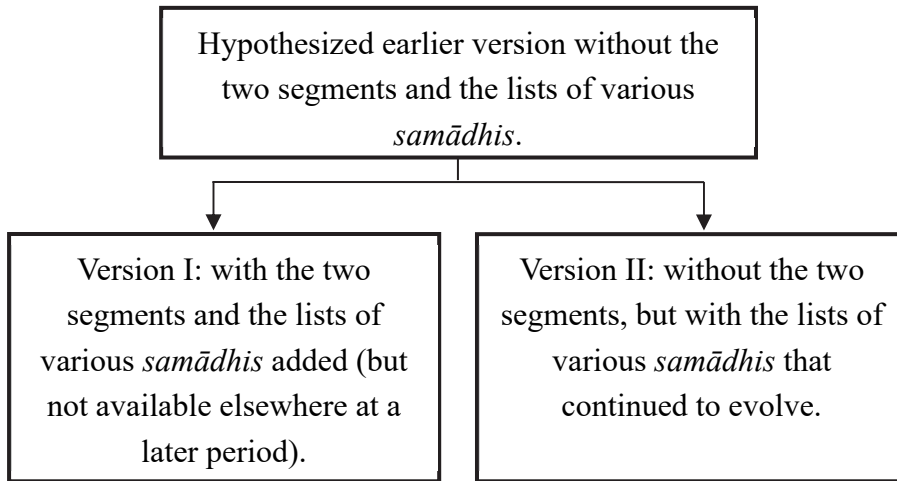 Hypothesized earlier version without the
two segments and the lists of various
samādhis.
Version I: with the two
segments and the lists of
various samādhis added (but
not available elsewhere at a
later period).
Version II: without the two
segments, but with the lists of
various samādhis that
continued to evolve.